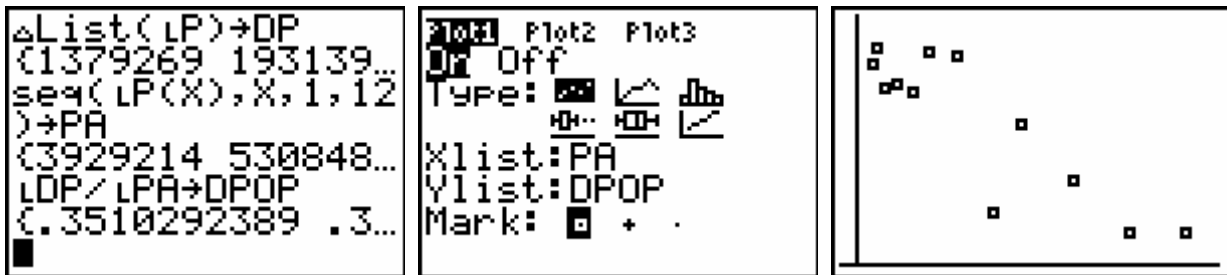 △List(ʟP)→DP
{1379269 193139…
seq(ʟP(X),X,1,12
)→PA
{3929214 530848…
ʟDP/ʟPA→DPOP
{.3510292389 .3…
Plot1 Plot2 Plot3
On Off
Type:
Xlist:PA
Ylist:DPOP
Mark: